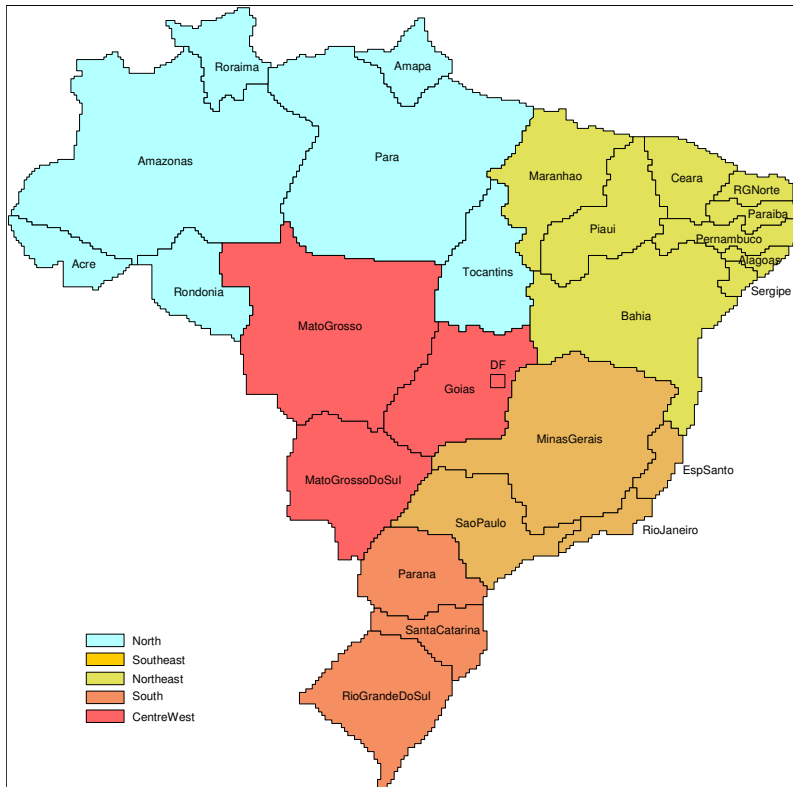 Roraima
Amapa
Amazonas
Para
Maranhao
Ceara
RGNorte
Paraiba
Piaui
Pernambuco
Alagoas
Acre
Tocantins
Rondonia
Sergipe
MatoGrosso
Bahia
DF
Goias
MinasGerais
EspSanto
MatoGrossoDoSul
SaoPaulo
RioJaneiro
Parana
SantaCatarina
RioGrandeDoSul
North
Southeast
Northeast
South
CentreWest